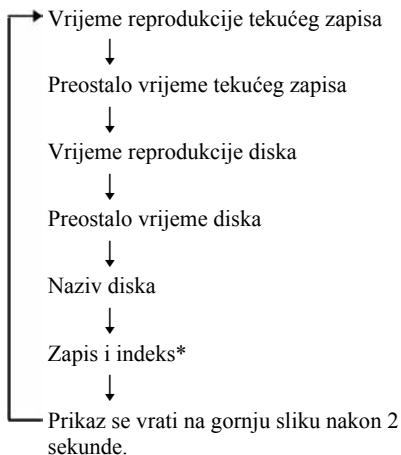 Vrijeme reprodukcije tekućeg zapisa
Preostalo vrijeme tekućeg zapisa
Vrijeme reprodukcije diska
Preostalo vrijeme diska
Naziv diska
Zapis i indeks*
Prikaz se vrati na gornju sliku nakon 2
sekunde.